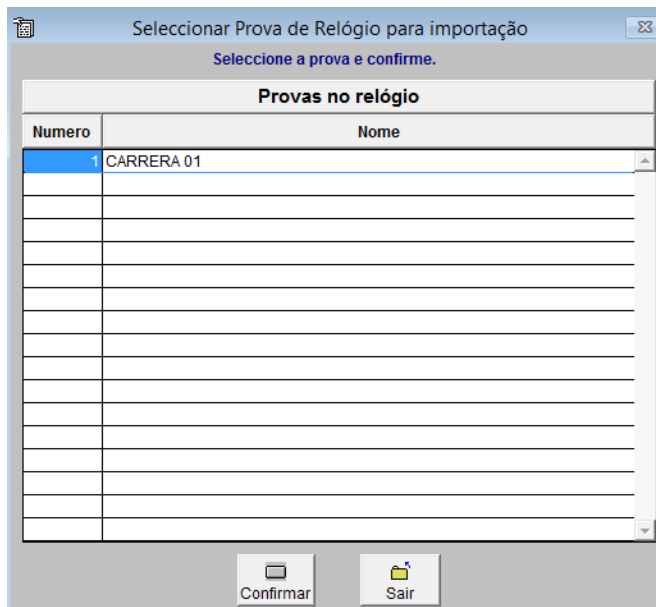 Seleccionar Prova de Relógio para importação
Seleccione a prova e confirme.
Provas no relógio
Numero Nome
1 CARRERA 01
Confirmar Sair